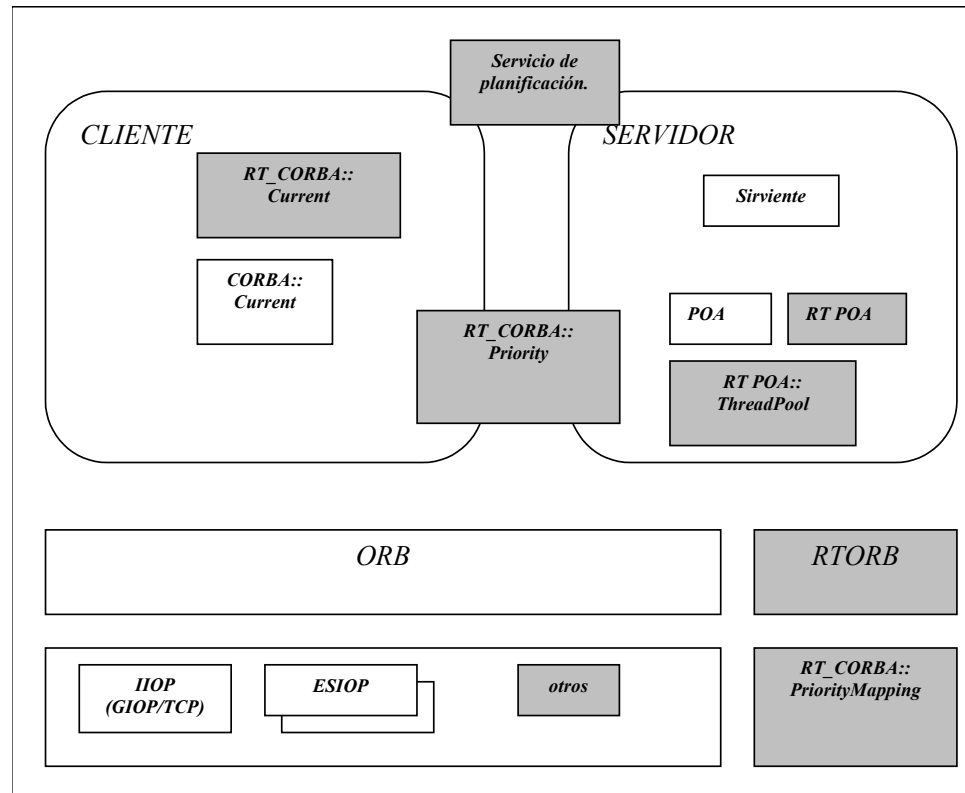 Servicio de
planificación.
CLIENTE
SERVIDOR
RT_CORBA::
Current
Sirviente
CORBA::
Current
POA
RT POA
RT_CORBA::
Priority
RT POA::
ThreadPool
ORB
RTORB
IIOP
(GIOP/TCP)
ESIOP
otros
RT_CORBA::
PriorityMapping